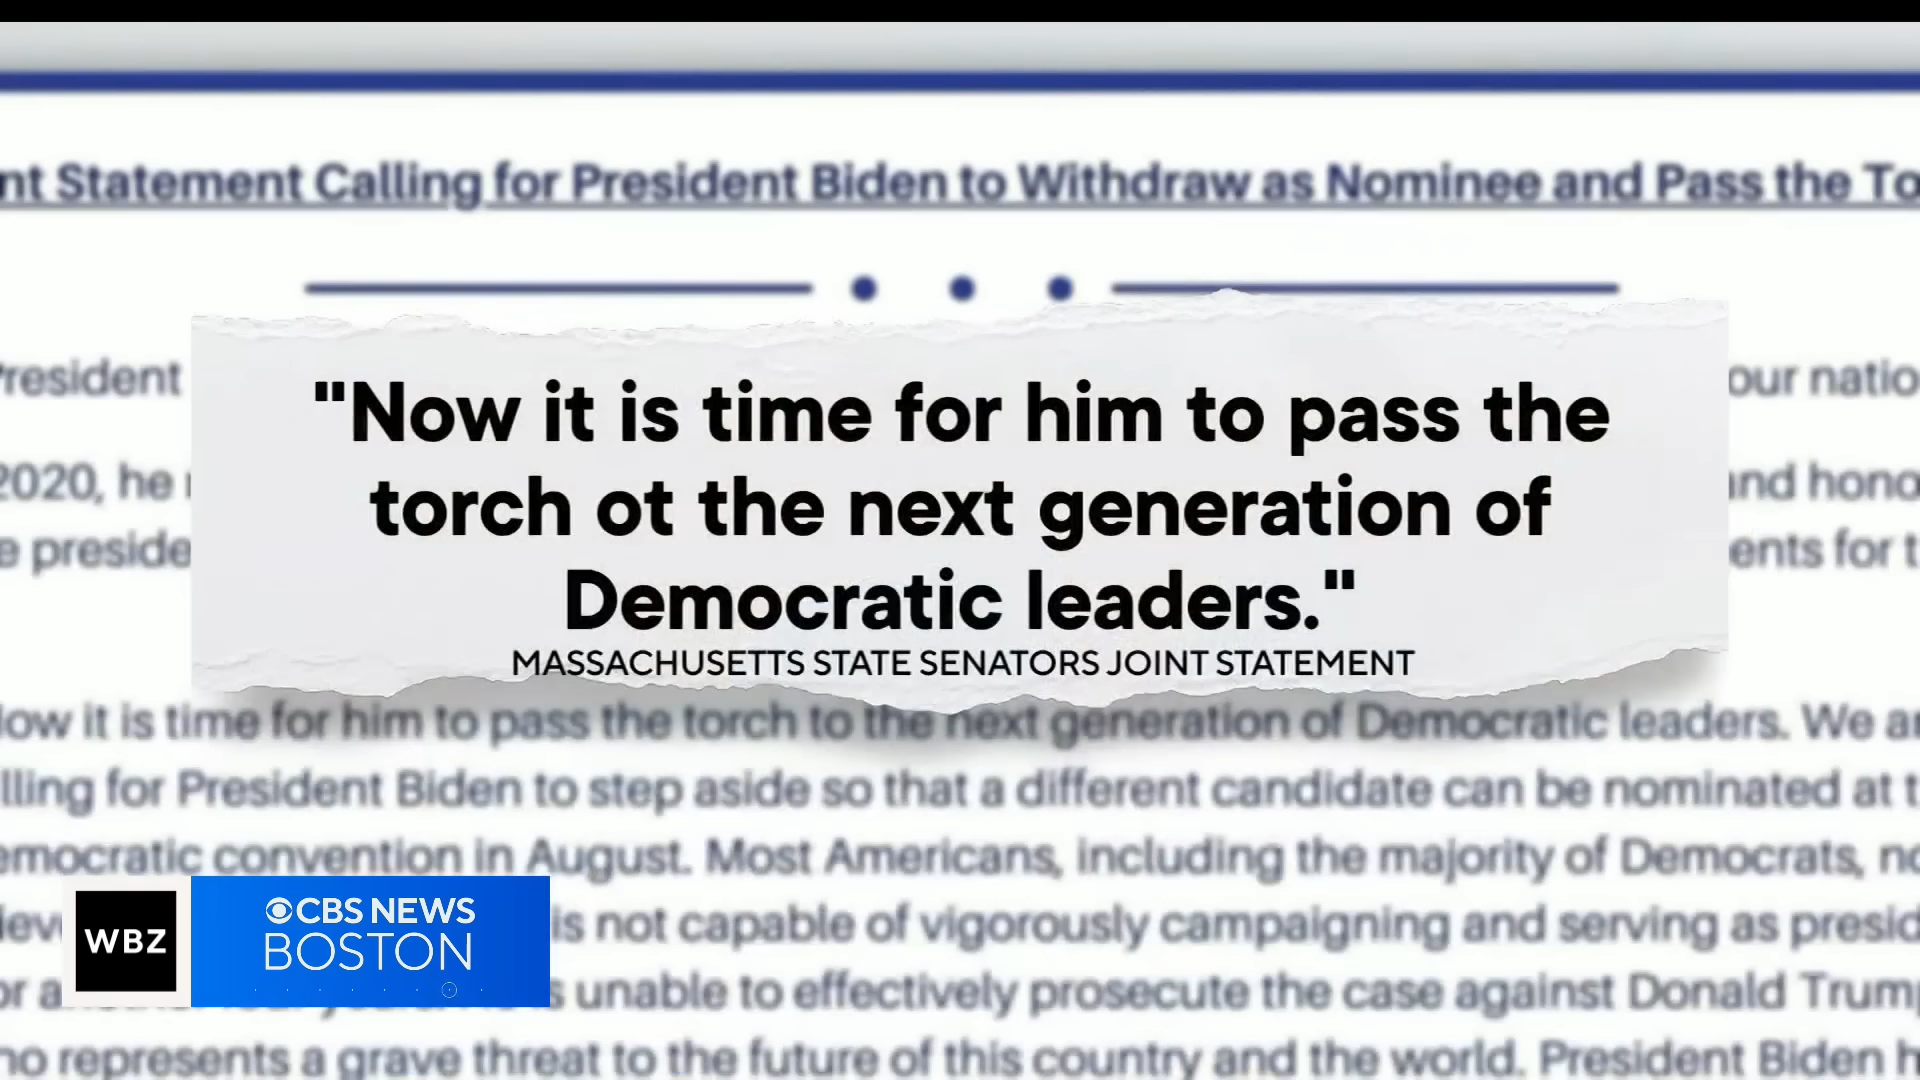 nt Statement Calling for President Biden to Withdraw as Nominee and Pass the To
President
our natio
"Now it is time for him to pass the
2020, he
and hono
torch ot the next generation of
e preside
ents for t
Democratic leaders."
MASSACHUSETTS STATE SENATORS JOINT STATEMENT
Now it is time for him to pass the torch to the next generation of Democratic leaders. We ar
lling for President Biden to step aside so that a different candidate can be nominated at t
emocratic convention in August. Most Americans, including the majority of Democrats, no
is not capable of vigorously campaigning and serving as presid
unable to effectively prosecute the case against Donald Trump
ho represents a grave threat to the future of this country and the world. President Biden h
WBZ
CBS NEWS
BOSTON